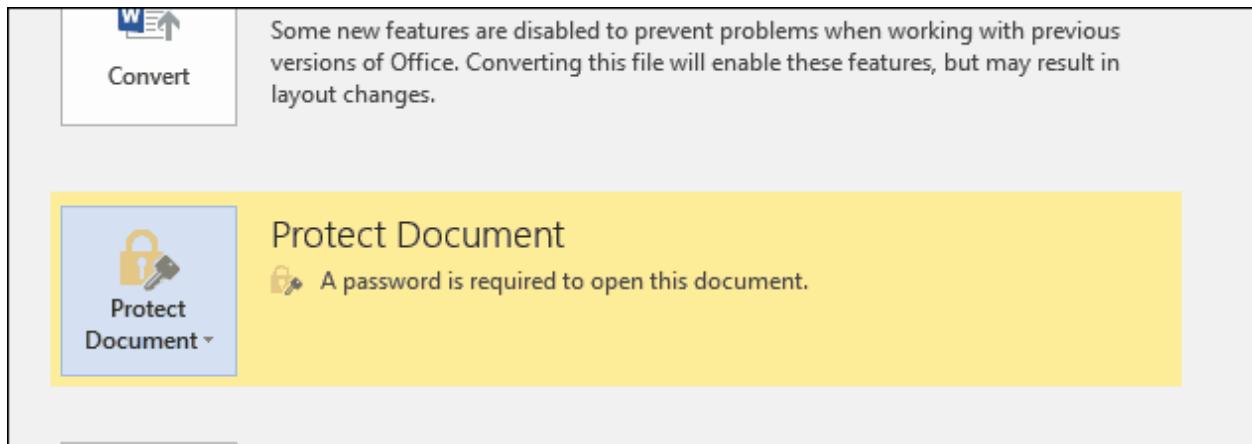 Some new features are disabled to prevent problems when working with previous
versions of Office. Converting this file will enable these features, but may result in
layout changes.
W
Convert
Protect Document
A password is required to open this document.
Protect
Document